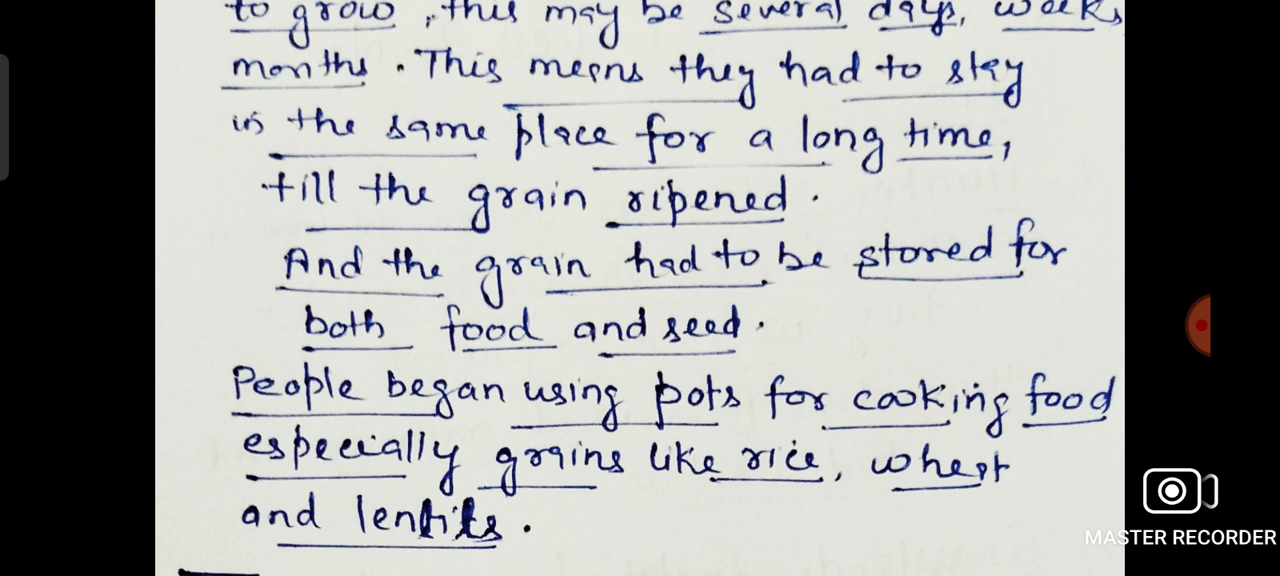 to grow, this may be several days, weeks
months. This means they had to stay
in the same place for a long time,
till the grain ripened.
And the grain had to be stored for
both food and seed.
People began using pots for cooking food
especially grains like rice, wheat
and lentils.
MASTER RECORDER